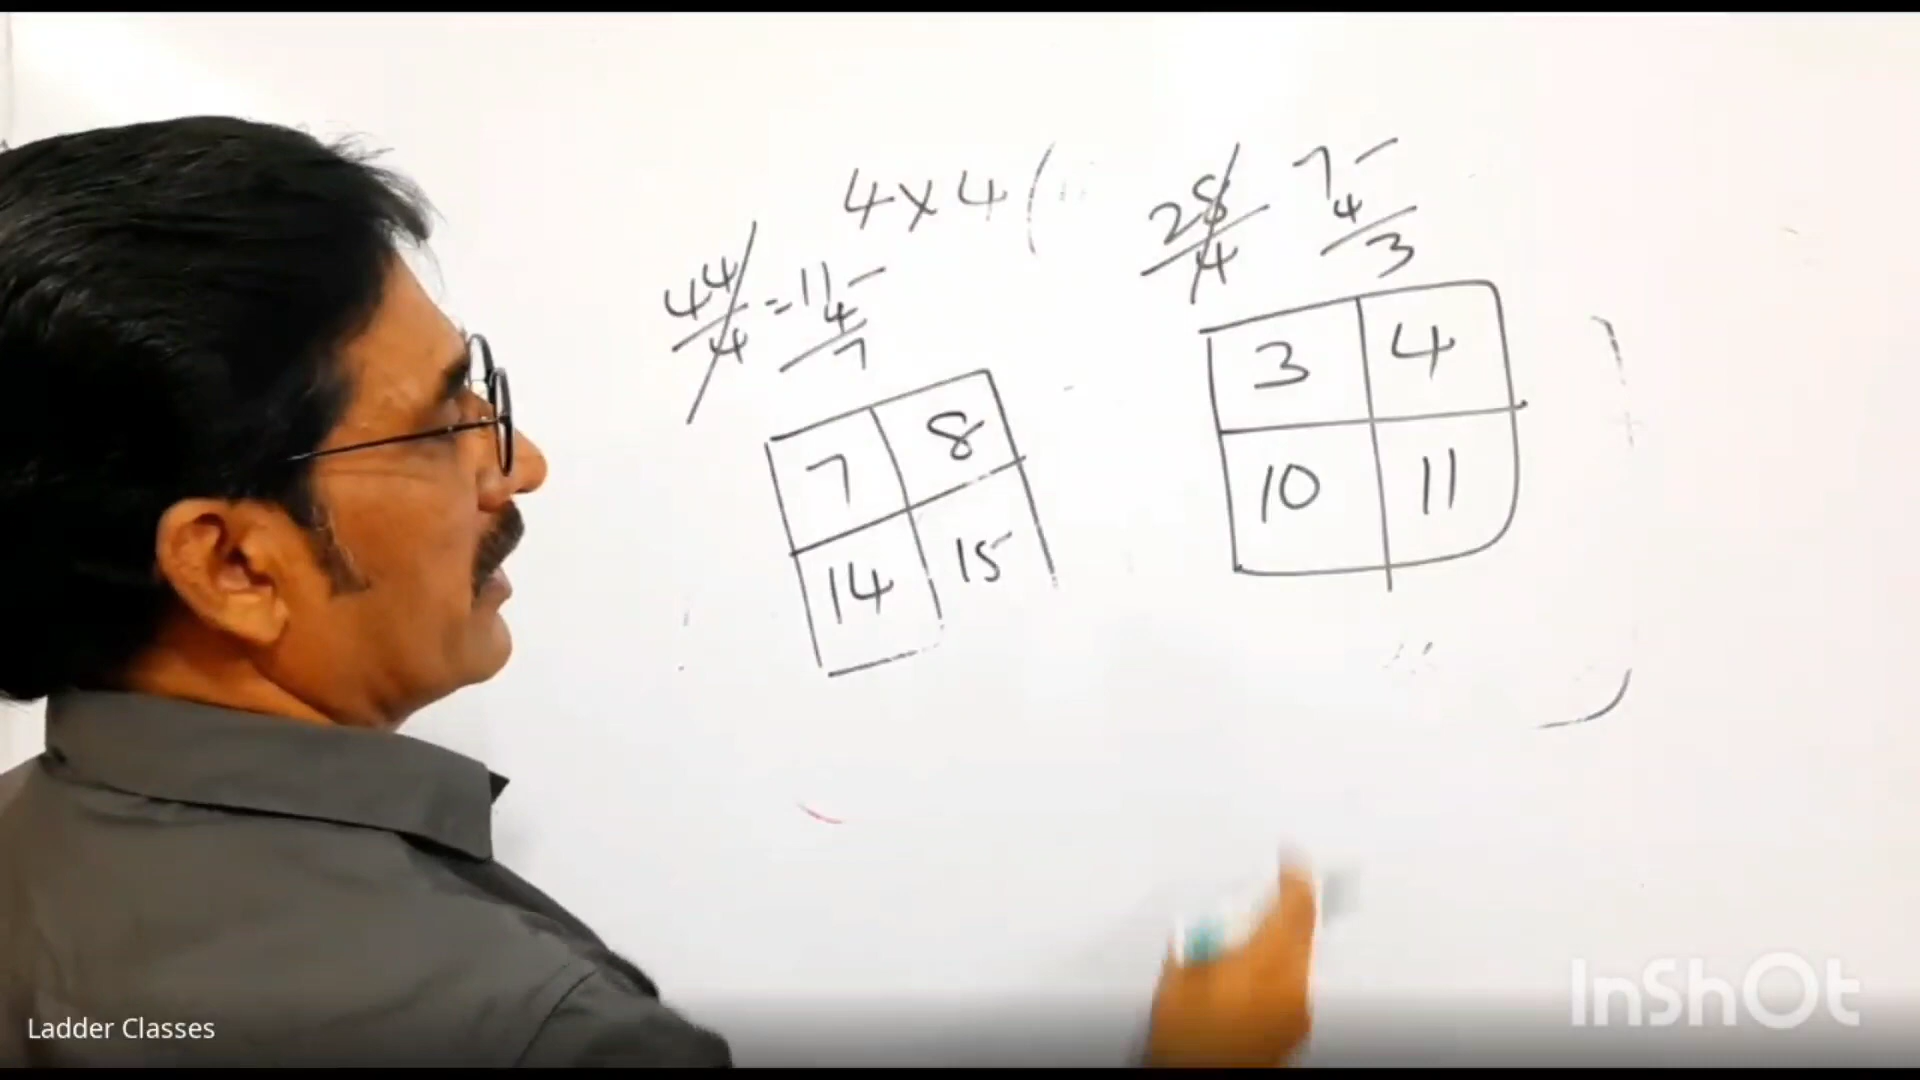 4x4(
44/4 = 11 -
4
7
28/4 7 -
4
3
7 8
14 15
3 4
10 11
Ladder Classes
InShOt